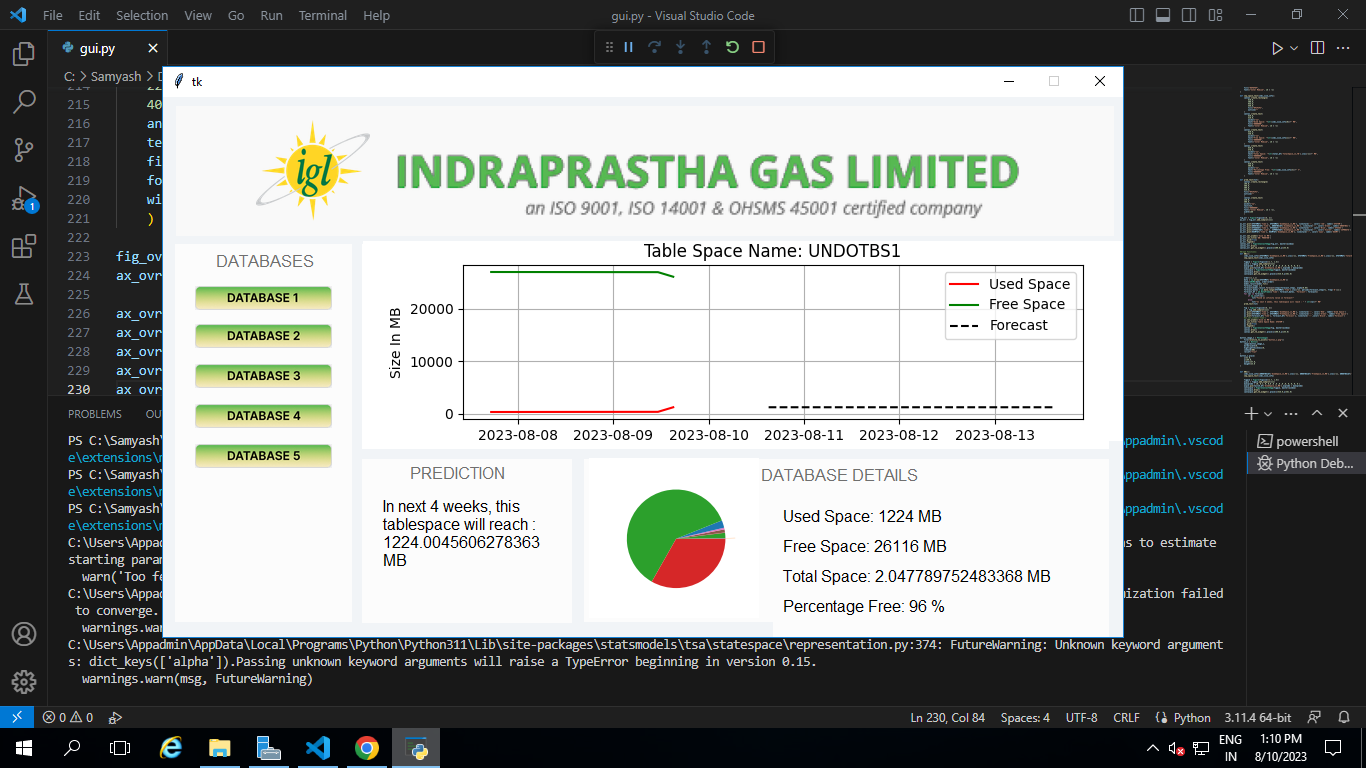 File Edit Selection View Go Run Terminal Help
gui.py - Visual Studio Code
gui.py
C: > Samyash >
tk
215
216
217
218
219
220
221
222
223
224
225
226
227
228
229
230
40
an
te
fi
fo
wi
)
fig_ov
ax_ovr
ax_ovr
ax_ovr
ax_ovr
ax_ovr
ax_ovr
igl
INDRAPRASTHA GAS LIMITED
an ISO 9001, ISO 14001 & OHSMS 45001 certified company
DATABASES
DATABASE 1
DATABASE 2
DATABASE 3
DATABASE 4
DATABASE 5
Table Space Name: UNDOTBS1
Size In MB
20000
10000
0
Used Space
Free Space
Forecast
2023-08-08 2023-08-09 2023-08-10 2023-08-11 2023-08-12 2023-08-13
PREDICTION
In next 4 weeks, this
tablespace will reach :
1224.0045606278363
MB
DATABASE DETAILS
Used Space: 1224 MB
Free Space: 26116 MB
Total Space: 2.047789752483368 MB
Percentage Free: 96 %
PROBLEMS OU
powershell
Python Deb...
PS C:\Samyash\ Appadmin\.vscod
e\extensions\m
PS C:\Samyash\ Appadmin\.vscod
e\extensions\m
PS C:\Samyash\ Appadmin\.vscod
e\extensions\m
C:\Users\Appad ns to estimate
starting param
warn('Too fe
C:\Users\Appad mization failed
to converge.
warnings.war
C:\Users\Appadmin\AppData\Local\Programs\Python\Python311\Lib\site-packages\statsmodels\tsa\statespace\representation.py:374: FutureWarning: Unknown keyword argument
s: dict_keys(['alpha']).Passing unknown keyword arguments will raise a TypeError beginning in version 0.15.
warnings.warn(msg, FutureWarning)
1
0 0
Ln 230, Col 84 Spaces: 4 UTF-8 CRLF Python 3.11.4 64-bit
ENG
IN
1:10 PM
8/10/2023